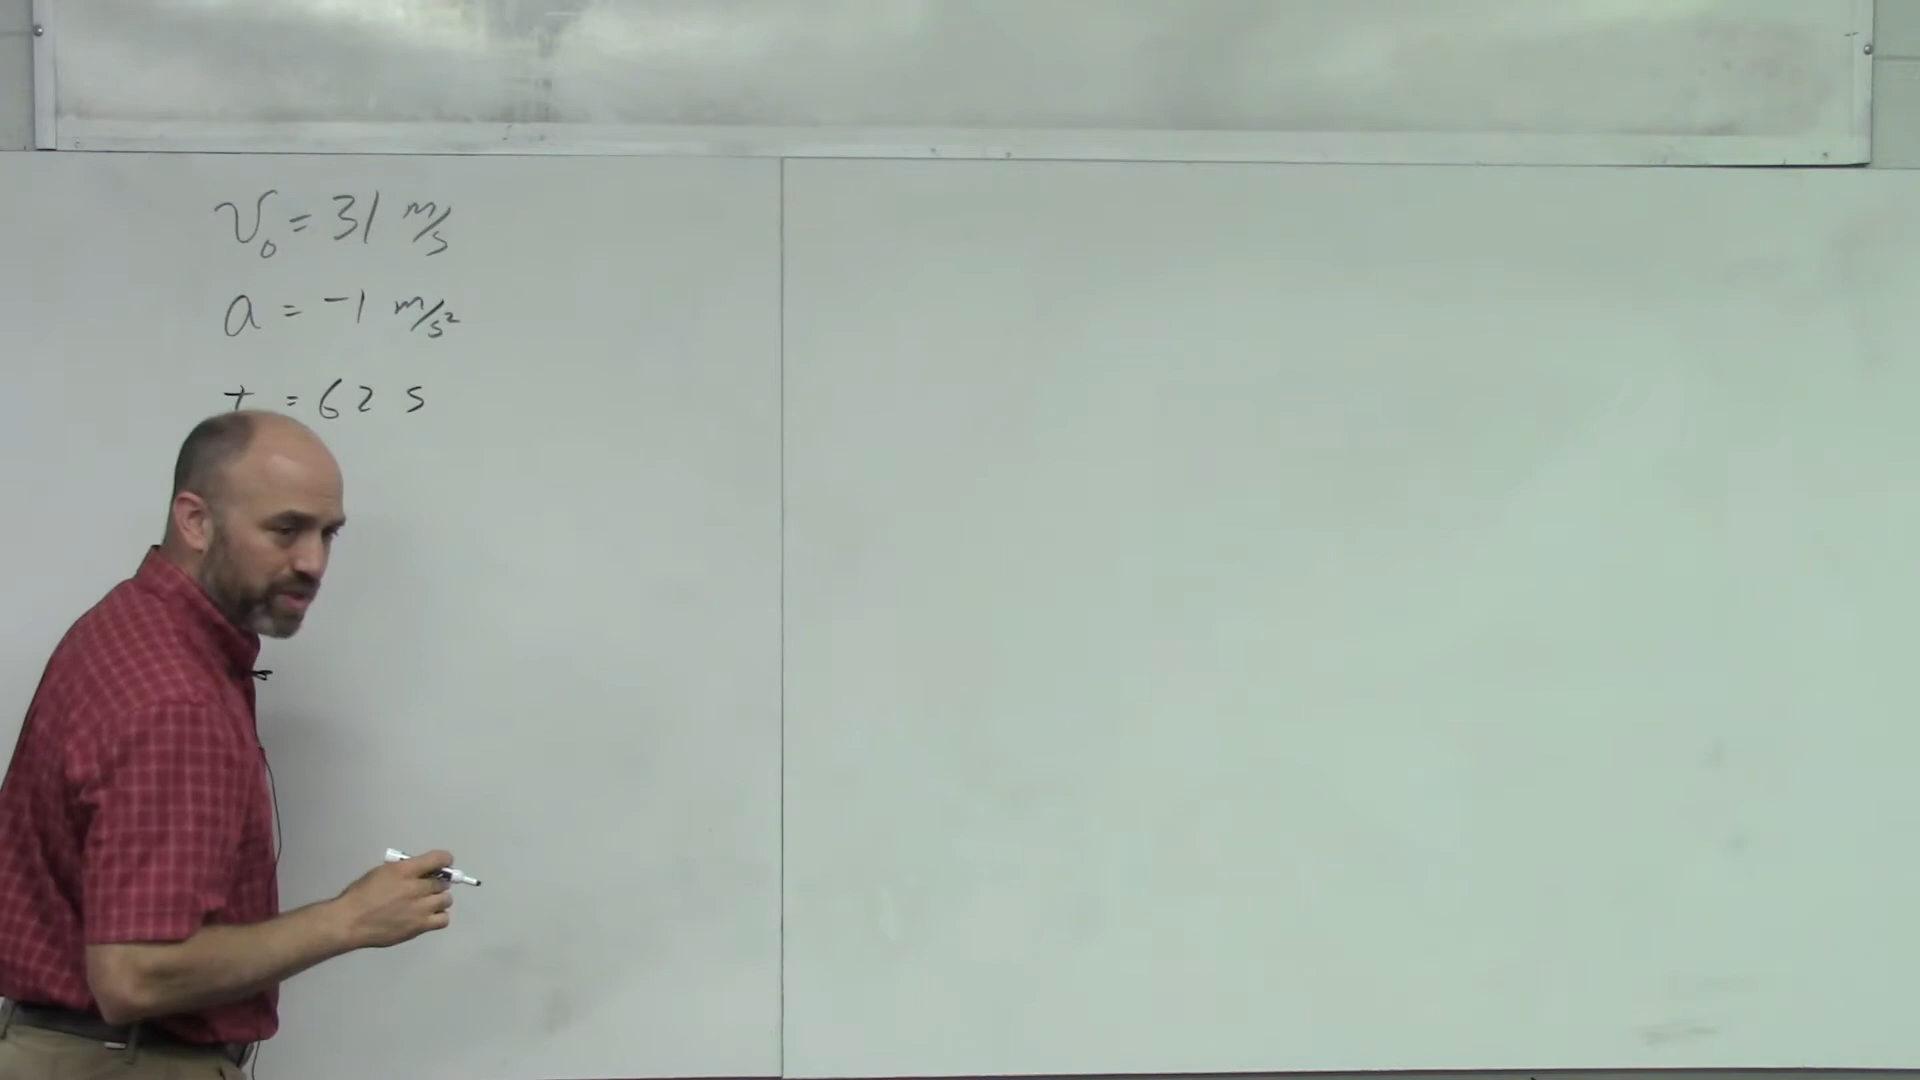 v₀ = 31 m/s
a = -1 m/s²
t = 62 s